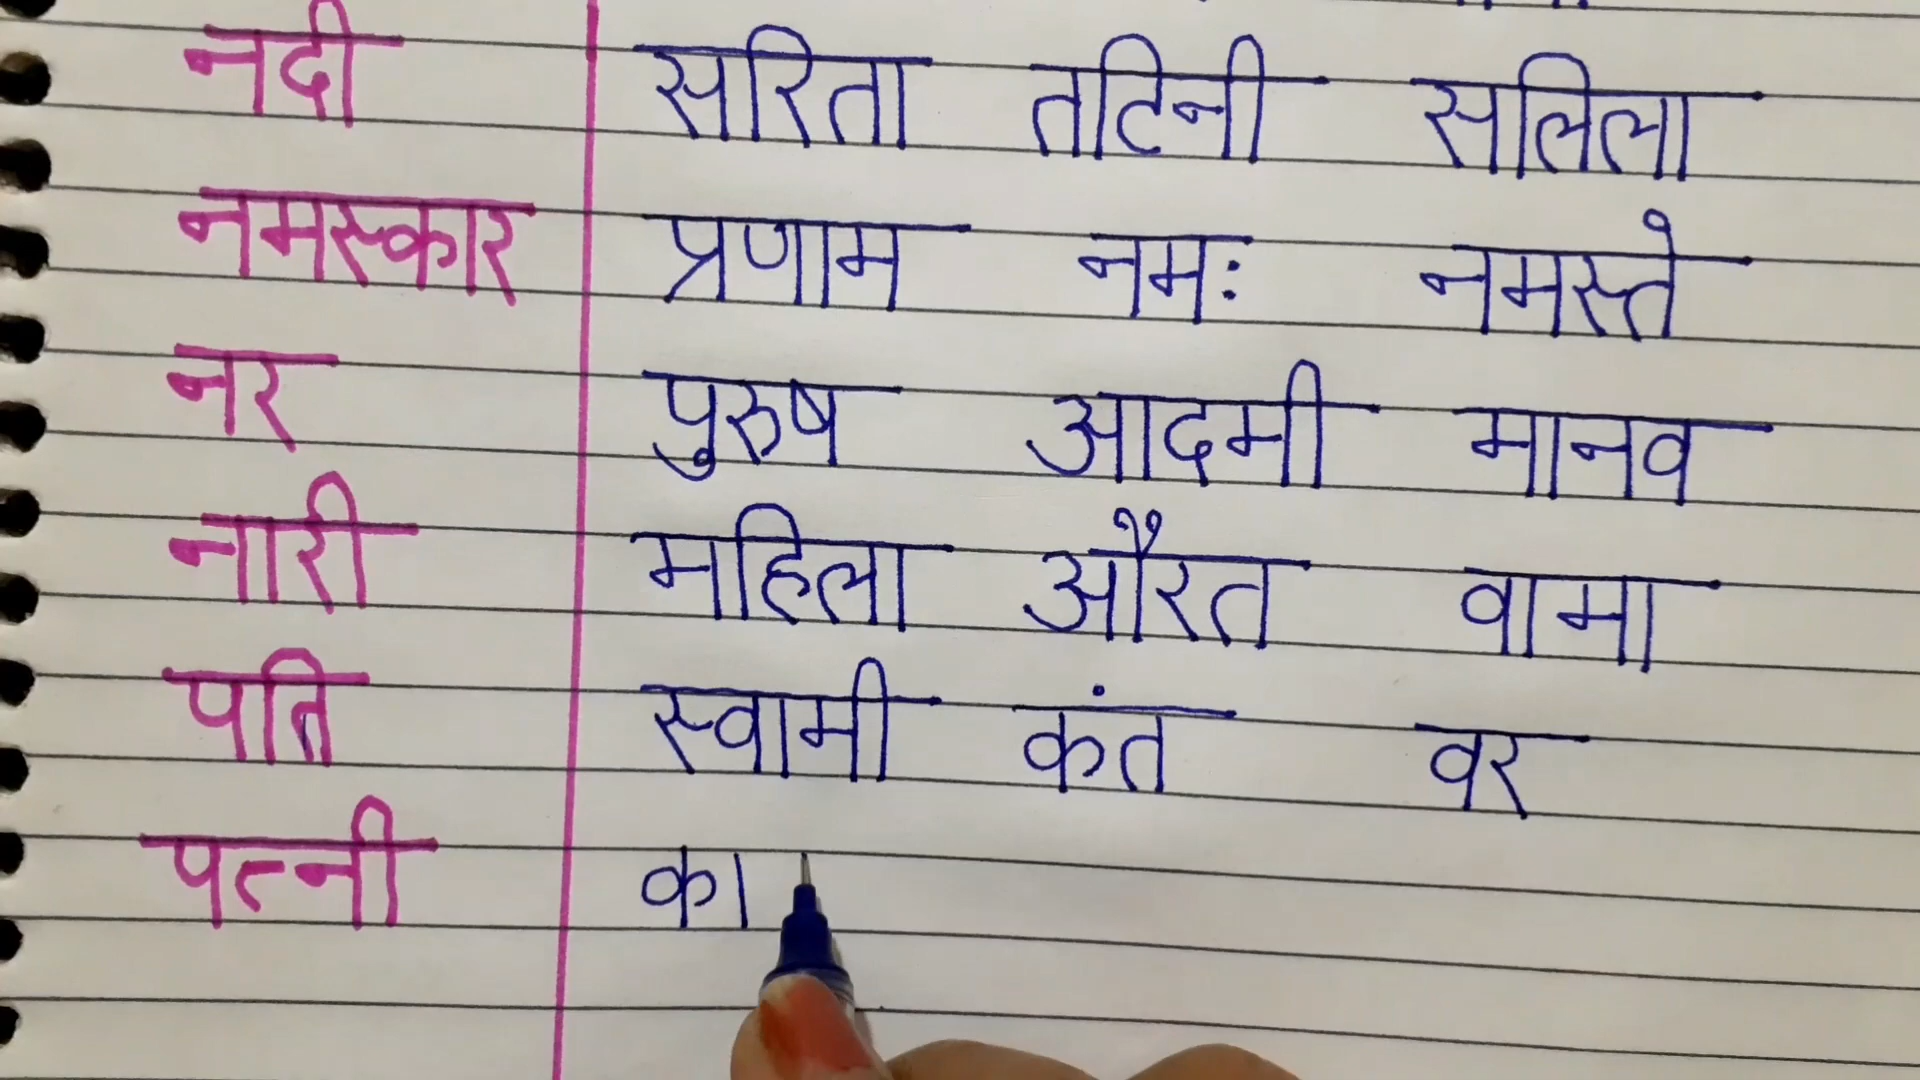 नदी सरिता तटिनी सलिला
नमस्कार प्रणाम नमः नमस्ते
नर पुरुष आदमी मानव
नारी महिला औरत वामा
पति स्वामी कंत वर
पत्नी का